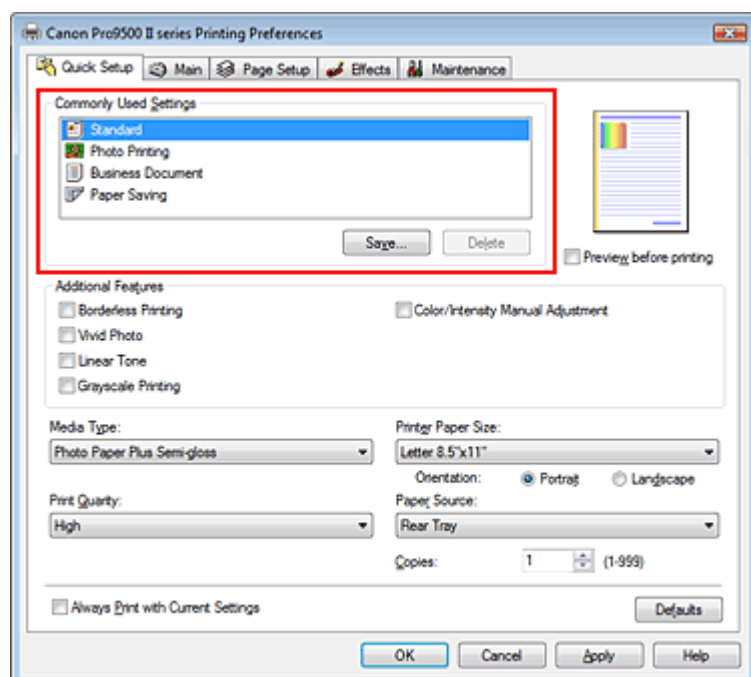 Canon Pro9500 II series Printing Preferences
Quick Setup Main Page Setup Effects Maintenance
Commonly Used Settings
Standard
Photo Printing
Business Document
Paper Saving
Save... Delete
Preview before printing
Additional Features
Borderless Printing Color/Intensity Manual Adjustment
Vivid Photo
Linear Tone
Grayscale Printing
Media Type: Printer Paper Size:
Photo Paper Plus Semi-gloss Letter 8.5"x11"
Orientation: Portrait Landscape
Print Quality: Paper Source:
High Rear Tray
Copies: 1 (1-999)
Always Print with Current Settings Defaults
OK Cancel Apply Help